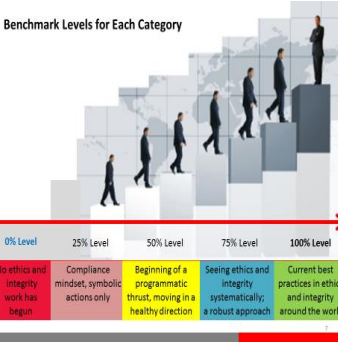 Benchmark Levels for Each Category
0% Level
25% Level
50% Level
75% Level
100% Level
ethics and
integrity
work has
begun
Compliance
mindset, symbolic
actions only
Beginning of a
programmatic
thrust, moving in a
healthy direction
Seeing ethics and
integrity
systematically;
a robust approach
Current best
practices in
and integrity
around the
7